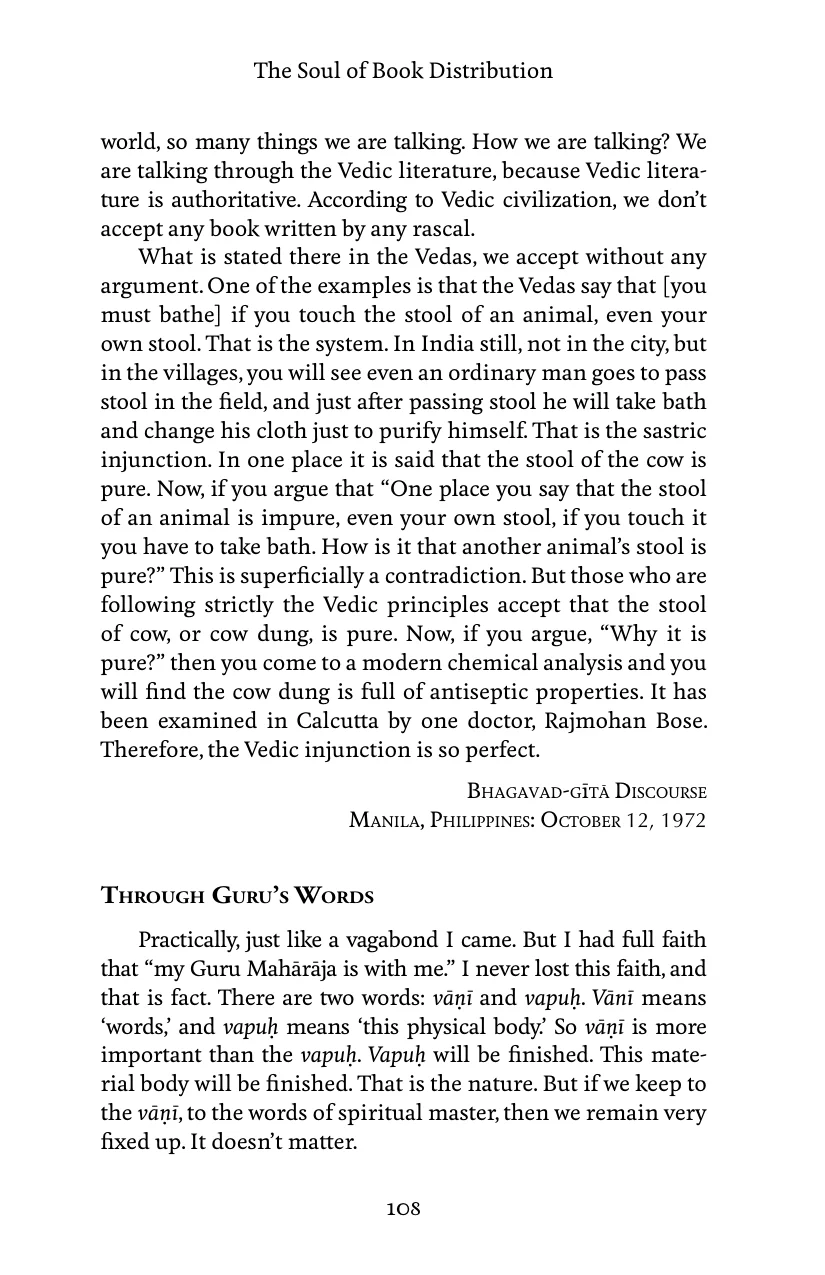 The Soul of Book Distribution
world, so many things we are talking. How we are talking? We
are talking through the Vedic literature, because Vedic litera-
ture is authoritative. According to Vedic civilization, we don’t
accept any book written by any rascal.
What is stated there in the Vedas, we accept without any
argument. One of the examples is that the Vedas say that [you
must bathe] if you touch the stool of an animal, even your
own stool. That is the system. In India still, not in the city, but
in the villages, you will see even an ordinary man goes to pass
stool in the field, and just after passing stool he will take bath
and change his cloth just to purify himself. That is the sastric
injunction. In one place it is said that the stool of the cow is
pure. Now, if you argue that “One place you say that the stool
of an animal is impure, even your own stool, if you touch it
you have to take bath. How is it that another animal’s stool is
pure?” This is superficially a contradiction. But those who are
following strictly the Vedic principles accept that the stool
of cow, or cow dung, is pure. Now, if you argue, “Why it is
pure?” then you come to a modern chemical analysis and you
will find the cow dung is full of antiseptic properties. It has
been examined in Calcutta by one doctor, Rajmohan Bose.
Therefore, the Vedic injunction is so perfect.
Bhagavad-gītā Discourse
Manila, Philippines: October 12, 1972
Through Guru’s Words
Practically, just like a vagabond I came. But I had full faith
that “my Guru Mahārāja is with me.” I never lost this faith, and
that is fact. There are two words: vāṇī and vapuḥ. Vānī means
‘words,’ and vapuḥ means ‘this physical body.’ So vāṇī is more
important than the vapuḥ. Vapuḥ will be finished. This mate-
rial body will be finished. That is the nature. But if we keep to
the vāṇī, to the words of spiritual master, then we remain very
fixed up. It doesn’t matter.
108